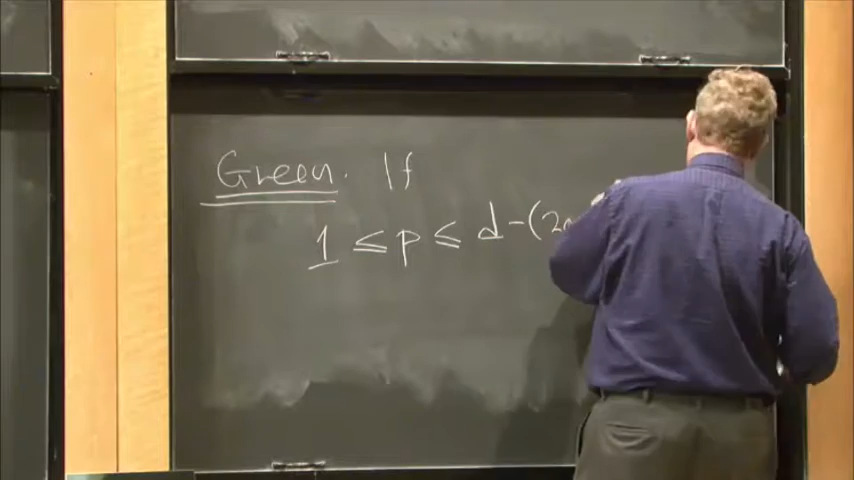 Green. If
1 ≤ p ≤ d-(2